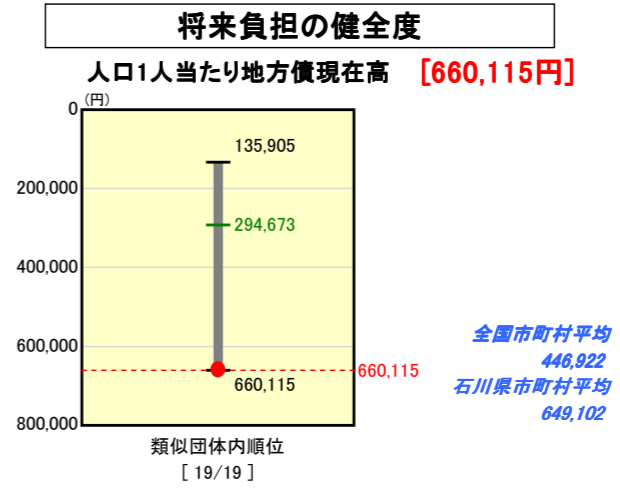 将来負担の健全度
人口1人当たり地方債現在高 [660,115円]
(円)
0
135,905
200,000
294,673
400,000
全国市町村平均
600,000
446,922
660,115
660,115
石川県市町村平均
649,102
800,000
類似団体内順位
[ 19/19 ]